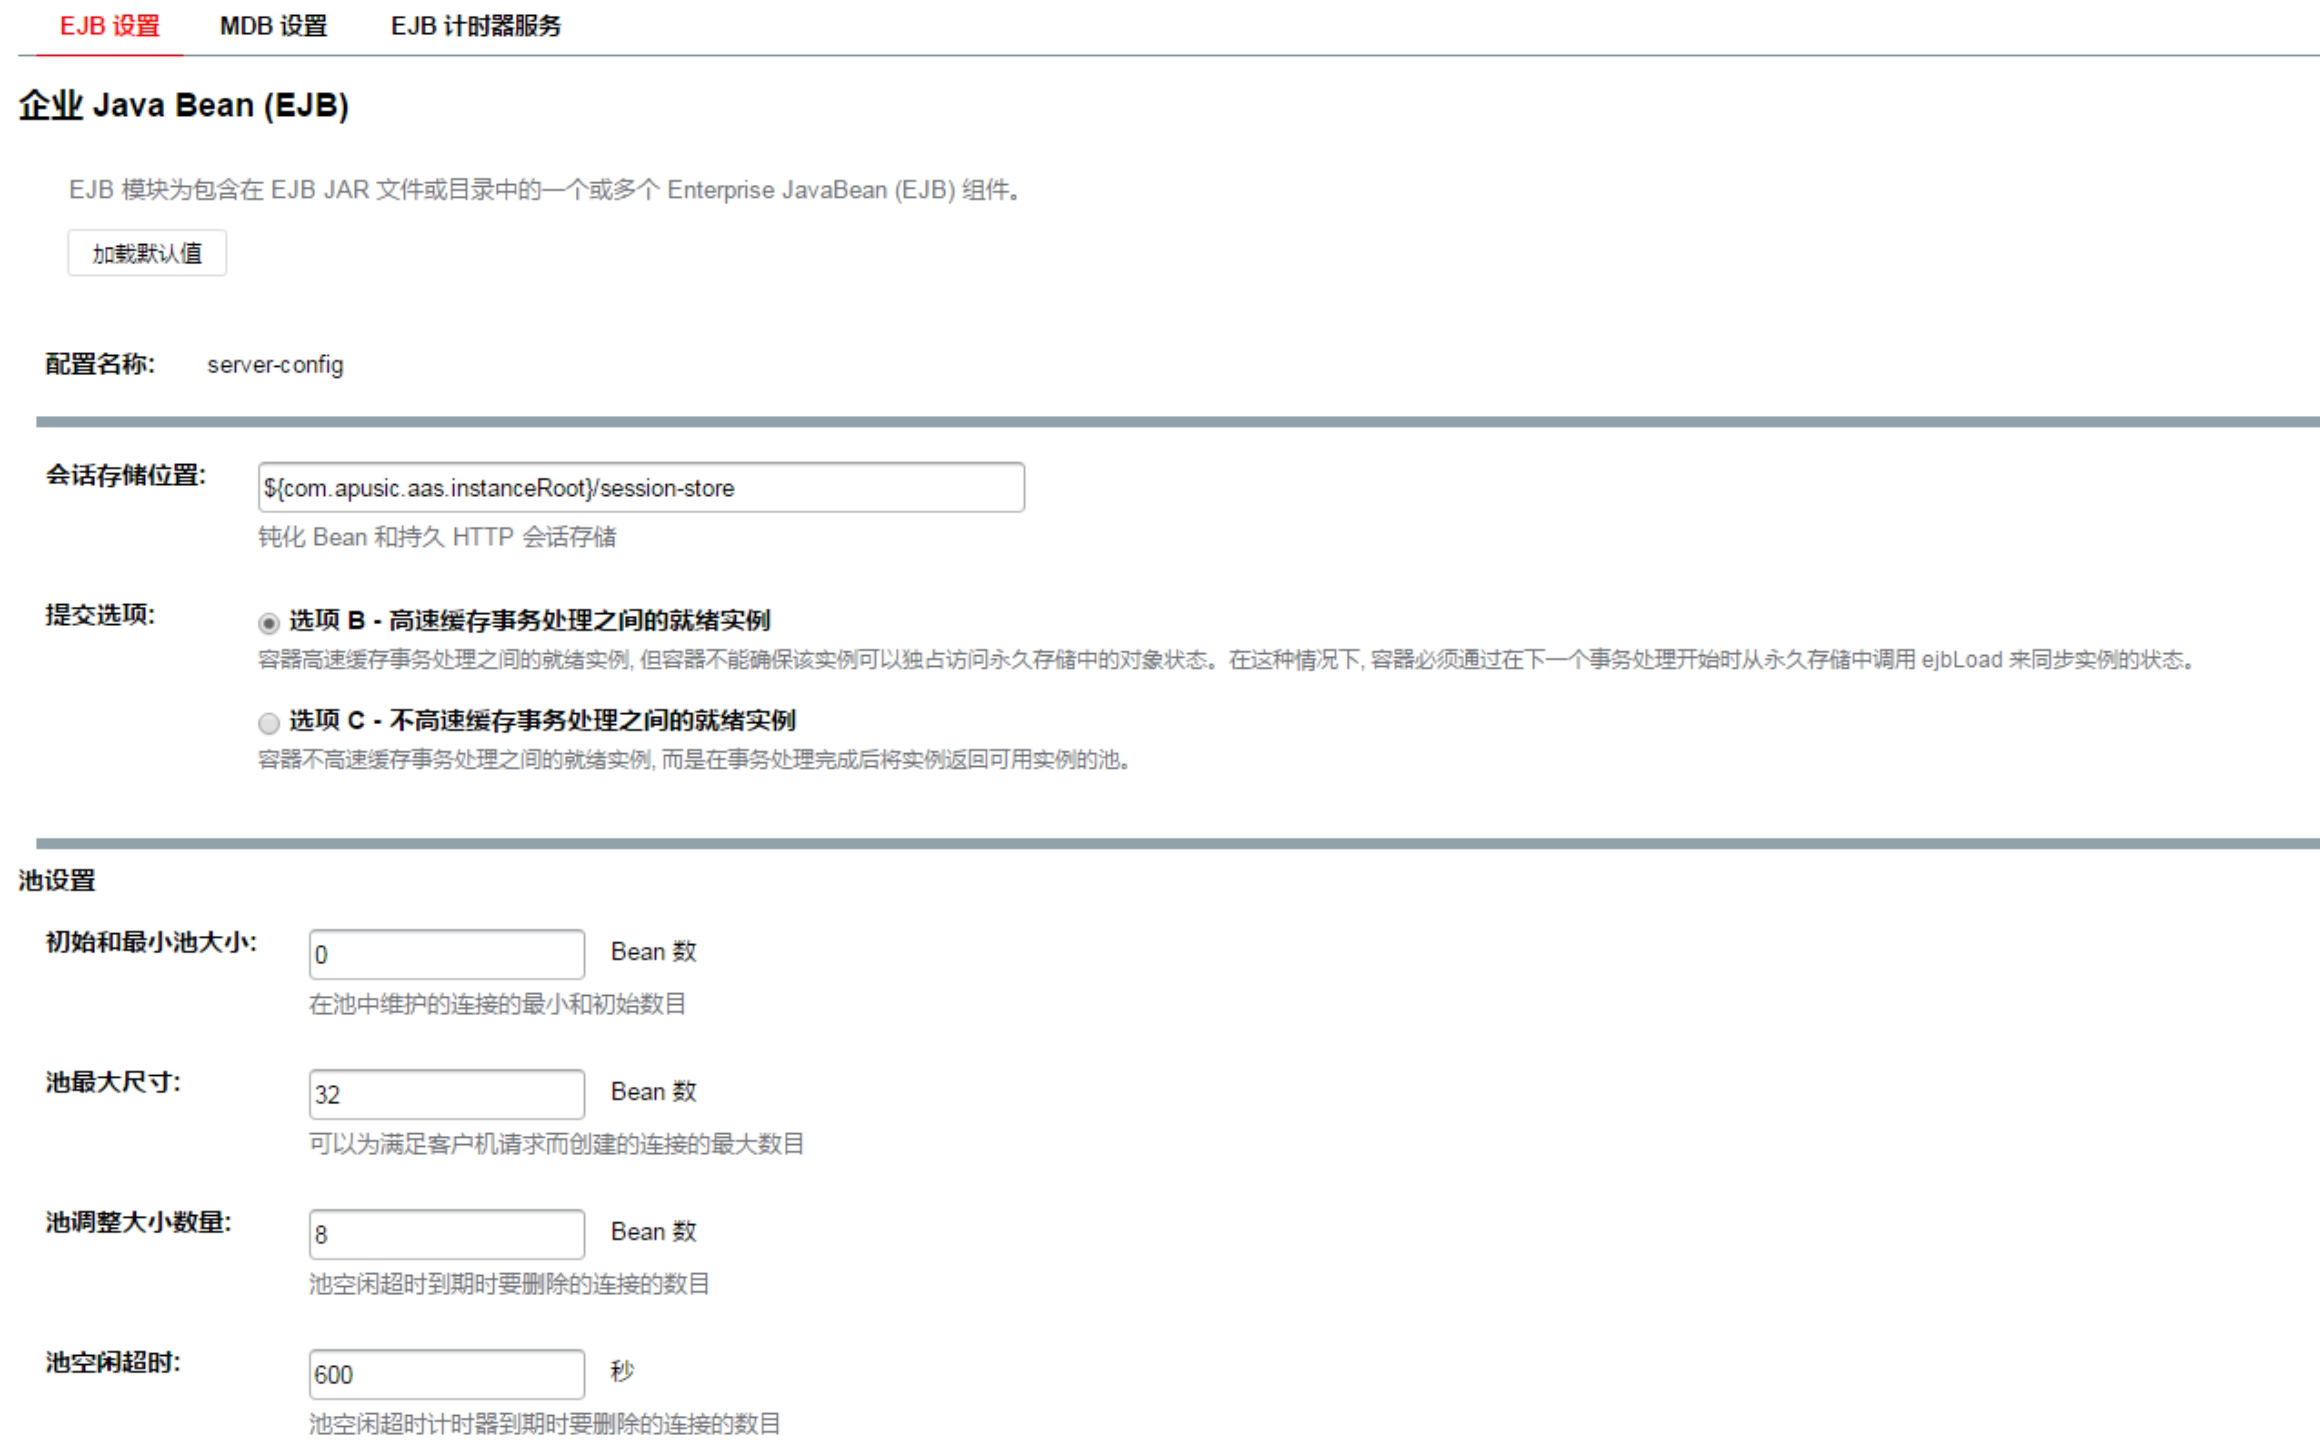 EJB 设置 MDB 设置 EJB 计时器服务
企业 Java Bean (EJB)
EJB 模块为包含在 EJB JAR 文件或目录中的一个或多个 Enterprise JavaBean (EJB) 组件。
加载默认值
配置名称: server-config
会话存储位置: ${com.apusic.aas.instanceRoot}/session-store
钝化 Bean 和持久 HTTP 会话存储
提交选项: 选项 B - 高速缓存事务处理之间的就绪实例
容器高速缓存事务处理之间的就绪实例, 但容器不能确保该实例可以独占访问永久存储中的对象状态。在这种情况下, 容器必须通过在下一个事务处理开始时从永久存储中调用 ejbLoad 来同步实例的状态。
选项 C - 不高速缓存事务处理之间的就绪实例
容器不高速缓存事务处理之间的就绪实例, 而是在事务处理完成后将实例返回可用实例的池。
池设置
初始和最小池大小: 0 Bean 数
在池中维护的连接的最小和初始数目
池最大尺寸: 32 Bean 数
可以为满足客户机请求而创建的连接的最大数目
池调整大小数量: 8 Bean 数
池空闲超时到期时要删除的连接的数目
池空闲超时: 600 秒
池空闲超时计时器到期时要删除的连接的数目